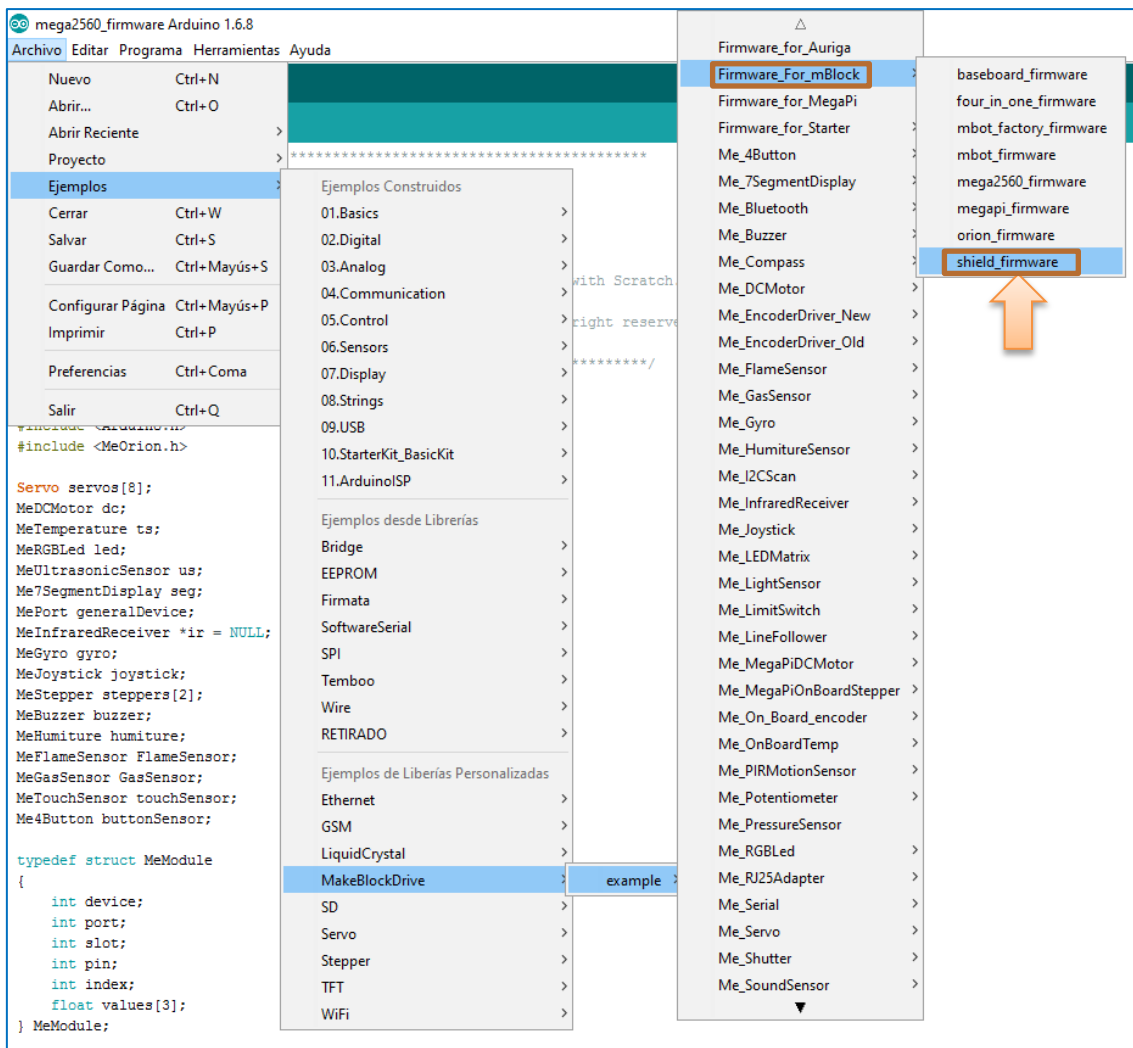 mega2560_firmware Arduino 1.6.8
Archivo Editar Programa Herramientas Ayuda
Nuevo Ctrl+N
Abrir... Ctrl+O
Abrir Reciente
Proyecto
Ejemplos
Cerrar Ctrl+W
Salvar Ctrl+S
Guardar Como... Ctrl+Mayús+S
Configurar Página Ctrl+Mayús+P
Imprimir Ctrl+P
Preferencias Ctrl+Coma
Salir Ctrl+Q
*****************************************
with Scratch.
right reserve
*********/
#include <Arduino.h>
#include <MeOrion.h>
Servo servos[8];
MeDCMotor dc;
MeTemperature ts;
MeRGBLed led;
MeUltrasonicSensor us;
Me7SegmentDisplay seg;
MePort generalDevice;
MeInfraredReceiver *ir = NULL;
MeGyro gyro;
MeJoystick joystick;
MeStepper steppers[2];
MeBuzzer buzzer;
MeHumiture humiture;
MeFlameSensor FlameSensor;
MeGasSensor GasSensor;
MeTouchSensor touchSensor;
Me4Button buttonSensor;
typedef struct MeModule
{
int device;
int port;
int slot;
int pin;
int index;
float values[3];
} MeModule;
Ejemplos Construidos
01.Basics
02.Digital
03.Analog
04.Communication
05.Control
06.Sensors
07.Display
08.Strings
09.USB
10.StarterKit_BasicKit
11.ArduinoISP
Ejemplos desde Librerías
Bridge
EEPROM
Firmata
SoftwareSerial
SPI
Temboo
Wire
RETIRADO
Ejemplos de Liberías Personalizadas
Ethernet
GSM
LiquidCrystal
MakeBlockDrive
SD
Servo
Stepper
TFT
WiFi
example
Firmware_for_Auriga
Firmware_For_mBlock
Firmware_for_MegaPi
Firmware_for_Starter
Me_4Button
Me_7SegmentDisplay
Me_Bluetooth
Me_Buzzer
Me_Compass
Me_DCMotor
Me_EncoderDriver_New
Me_EncoderDriver_Old
Me_FlameSensor
Me_GasSensor
Me_Gyro
Me_HumitureSensor
Me_I2CScan
Me_InfraredReceiver
Me_Joystick
Me_LEDMatrix
Me_LightSensor
Me_LimitSwitch
Me_LineFollower
Me_MegaPiDCMotor
Me_MegaPiOnBoardStepper
Me_On_Board_encoder
Me_OnBoardTemp
Me_PIRMotionSensor
Me_Potentiometer
Me_PressureSensor
Me_RGBLed
Me_RJ25Adapter
Me_Serial
Me_Servo
Me_Shutter
Me_SoundSensor
baseboard_firmware
four_in_one_firmware
mbot_factory_firmware
mbot_firmware
mega2560_firmware
megapi_firmware
orion_firmware
shield_firmware